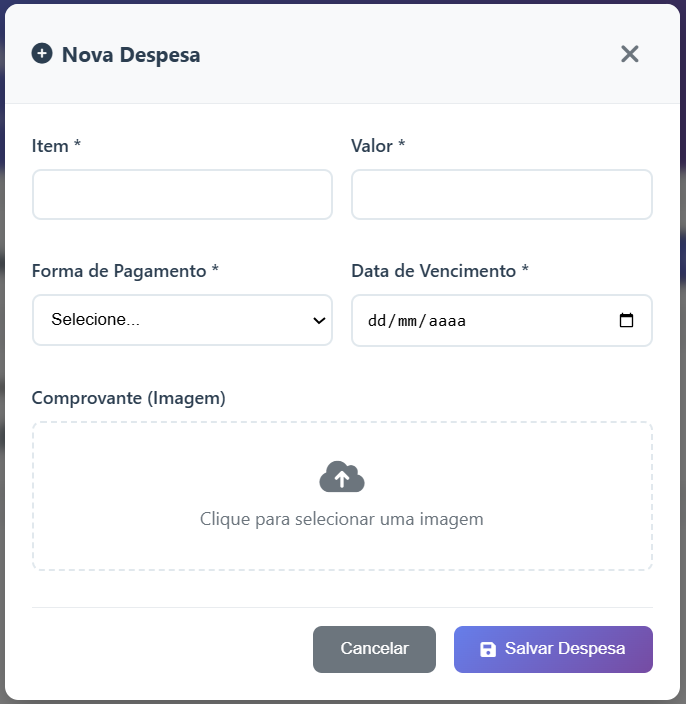 Nova Despesa
Item *
Valor *
Forma de Pagamento *
Data de Vencimento *
Selecione...
dd/mm/aaaa
Comprovante (Imagem)
Clique para selecionar uma imagem
Cancelar
Salvar Despesa